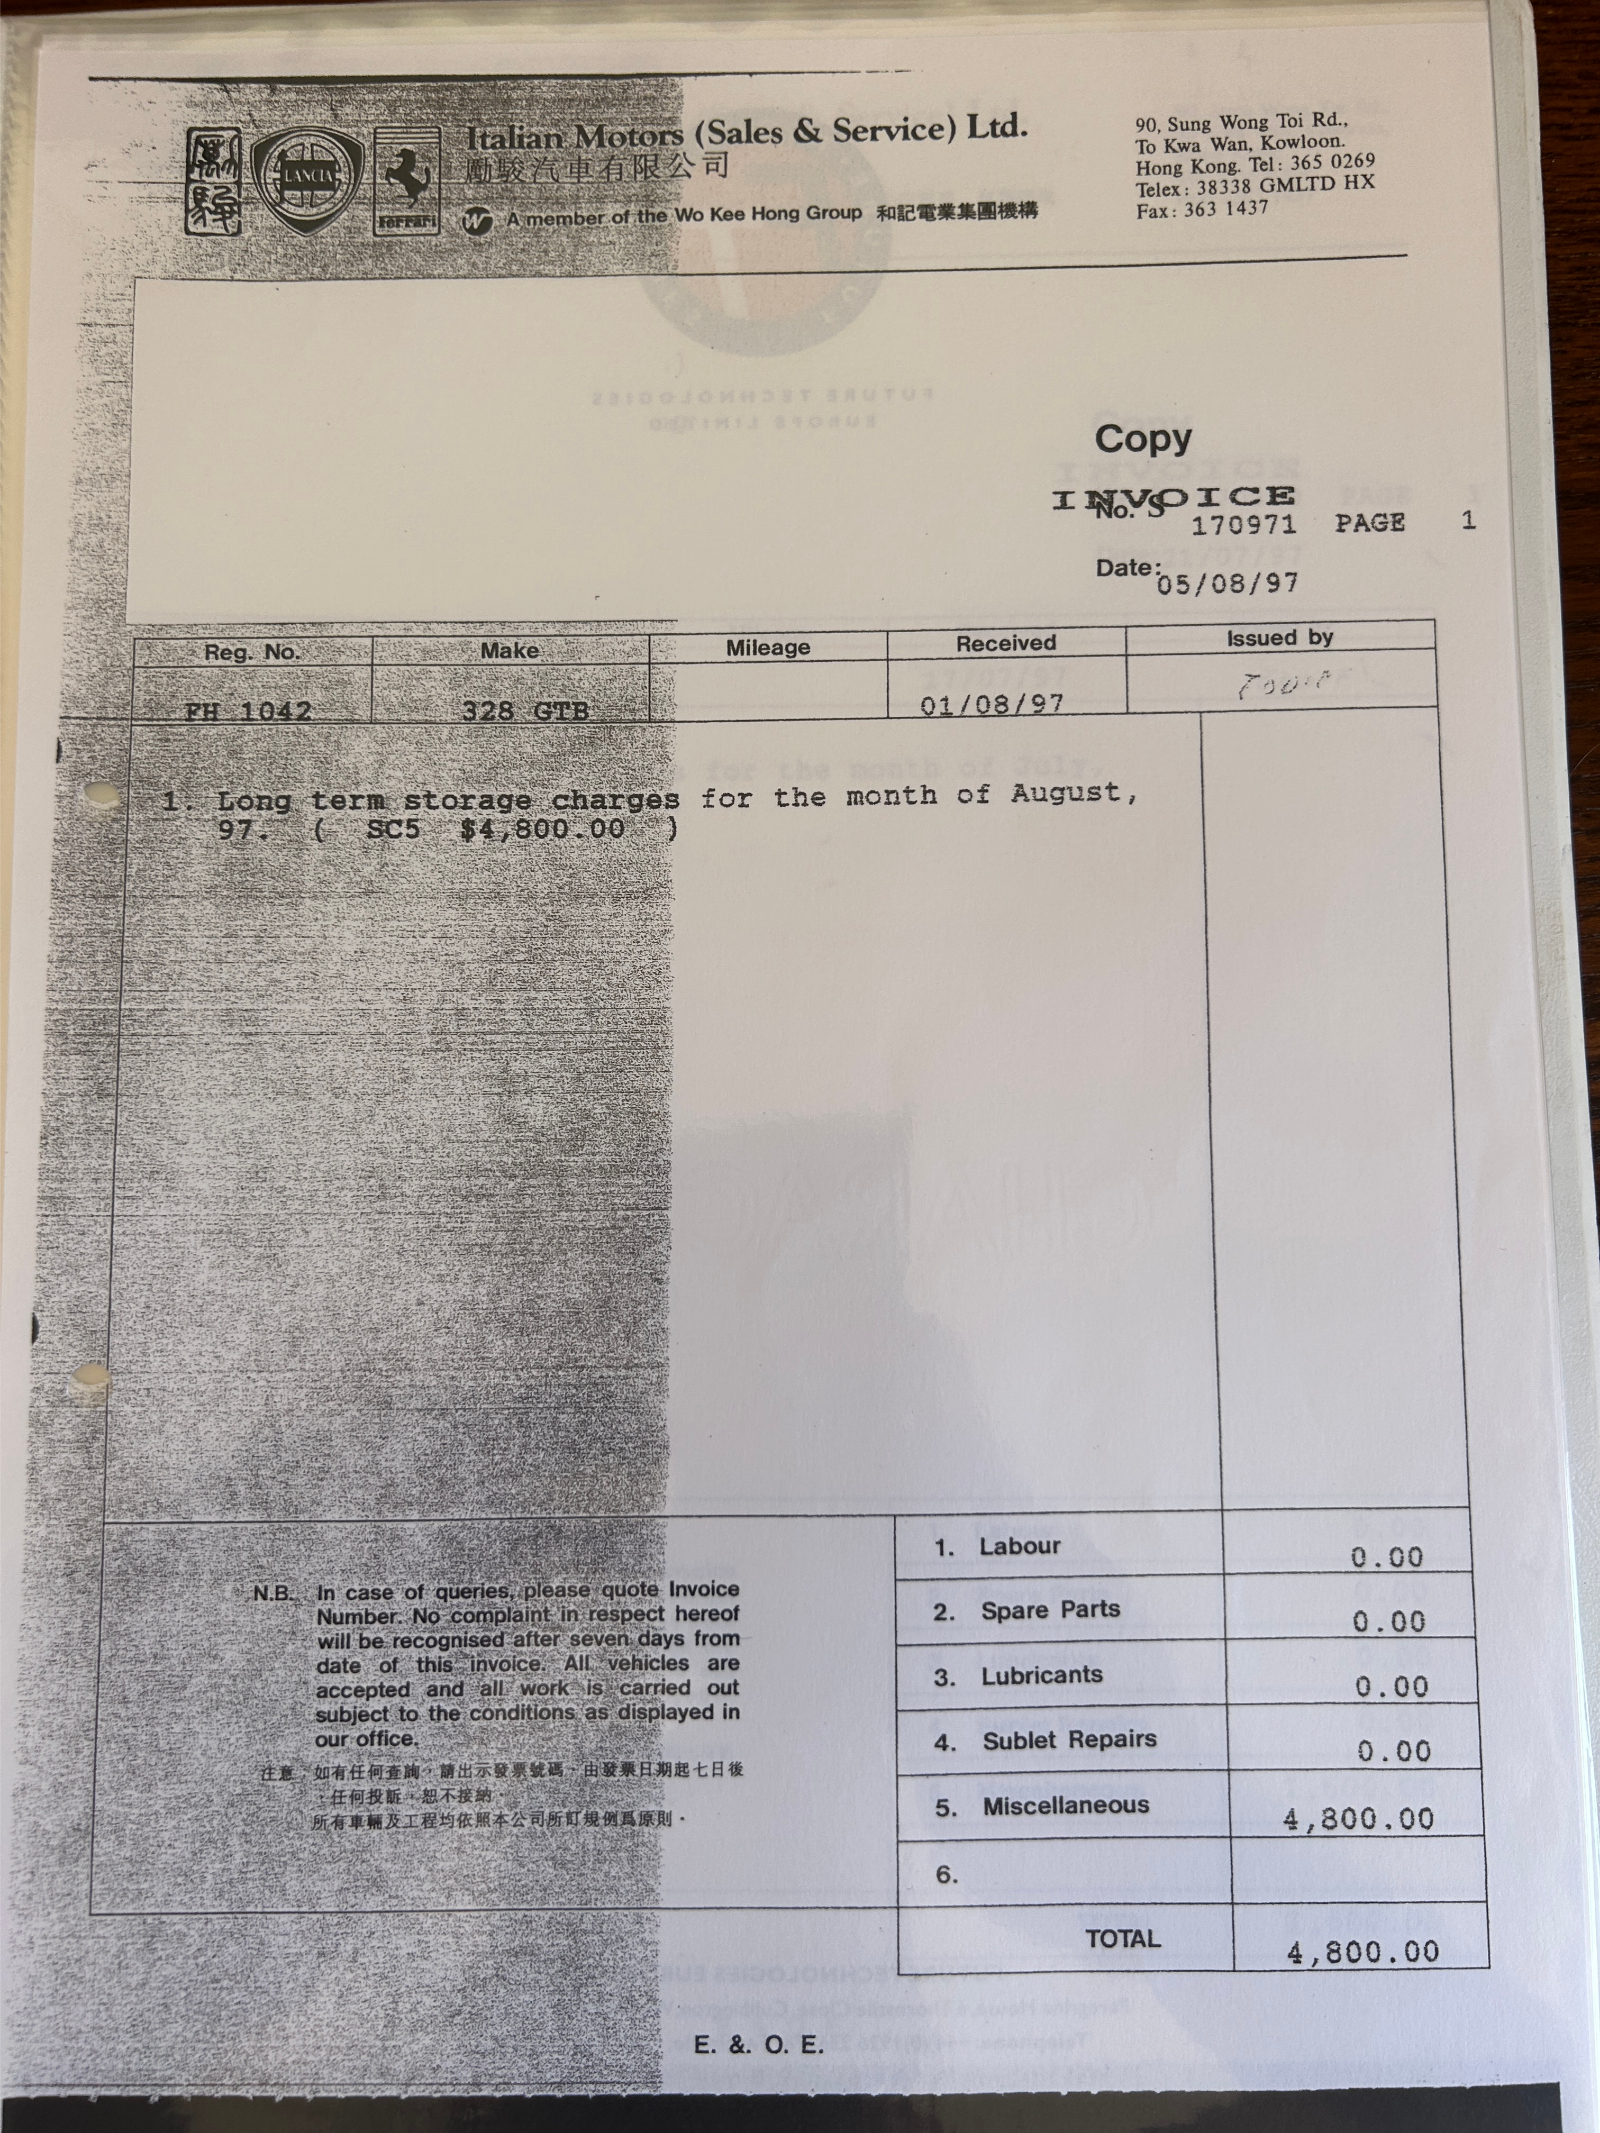 Italian Motors (Sales & Service) Ltd.
勵駿汽車有限公司
A member of the Wo Kee Hong Group 和記電業集團機構
LANCIA
Ferrari
90, Sung Wong Toi Rd.,
To Kwa Wan, Kowloon.
Hong Kong. Tel: 365 0269
Telex: 38338 GMLTD HX
Fax: 363 1437
Copy
INVOICE
No. S
170971 PAGE 1
Date:
05/08/97
Reg. No. Make Mileage Received Issued by
FH 1042 328 GTB 01/08/97
1. Long term storage charges for the month of August,
97. ( SC5 $4,800.00 )
1. Labour 0.00
2. Spare Parts 0.00
3. Lubricants 0.00
4. Sublet Repairs 0.00
5. Miscellaneous 4,800.00
6.
TOTAL 4,800.00
N.B. In case of queries, please quote Invoice
Number. No complaint in respect hereof
will be recognised after seven days from
date of this invoice. All vehicles are
accepted and all work is carried out
subject to the conditions as displayed in
our office.
注意:如有任何查詢,請出示發票號碼,由發票日期起七日後
,任何投訴,恕不接納。
所有車輛及工程均依照本公司所訂規例爲原則。
E. &. O. E.